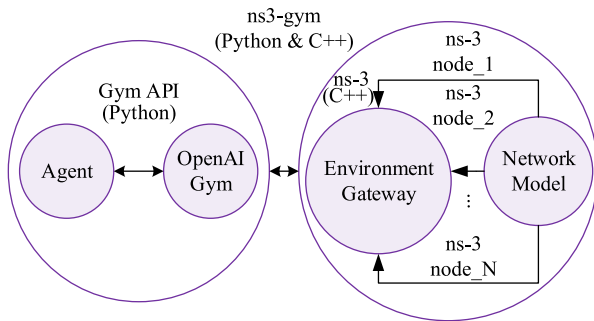 ns3-gym
(Python & C++)
Gym API
(Python)
Agent
OpenAI
Gym
ns-3
(C++)
Environment
Gateway
ns-3
node_1
ns-3
node_2
Network
Model
...
ns-3
node_N